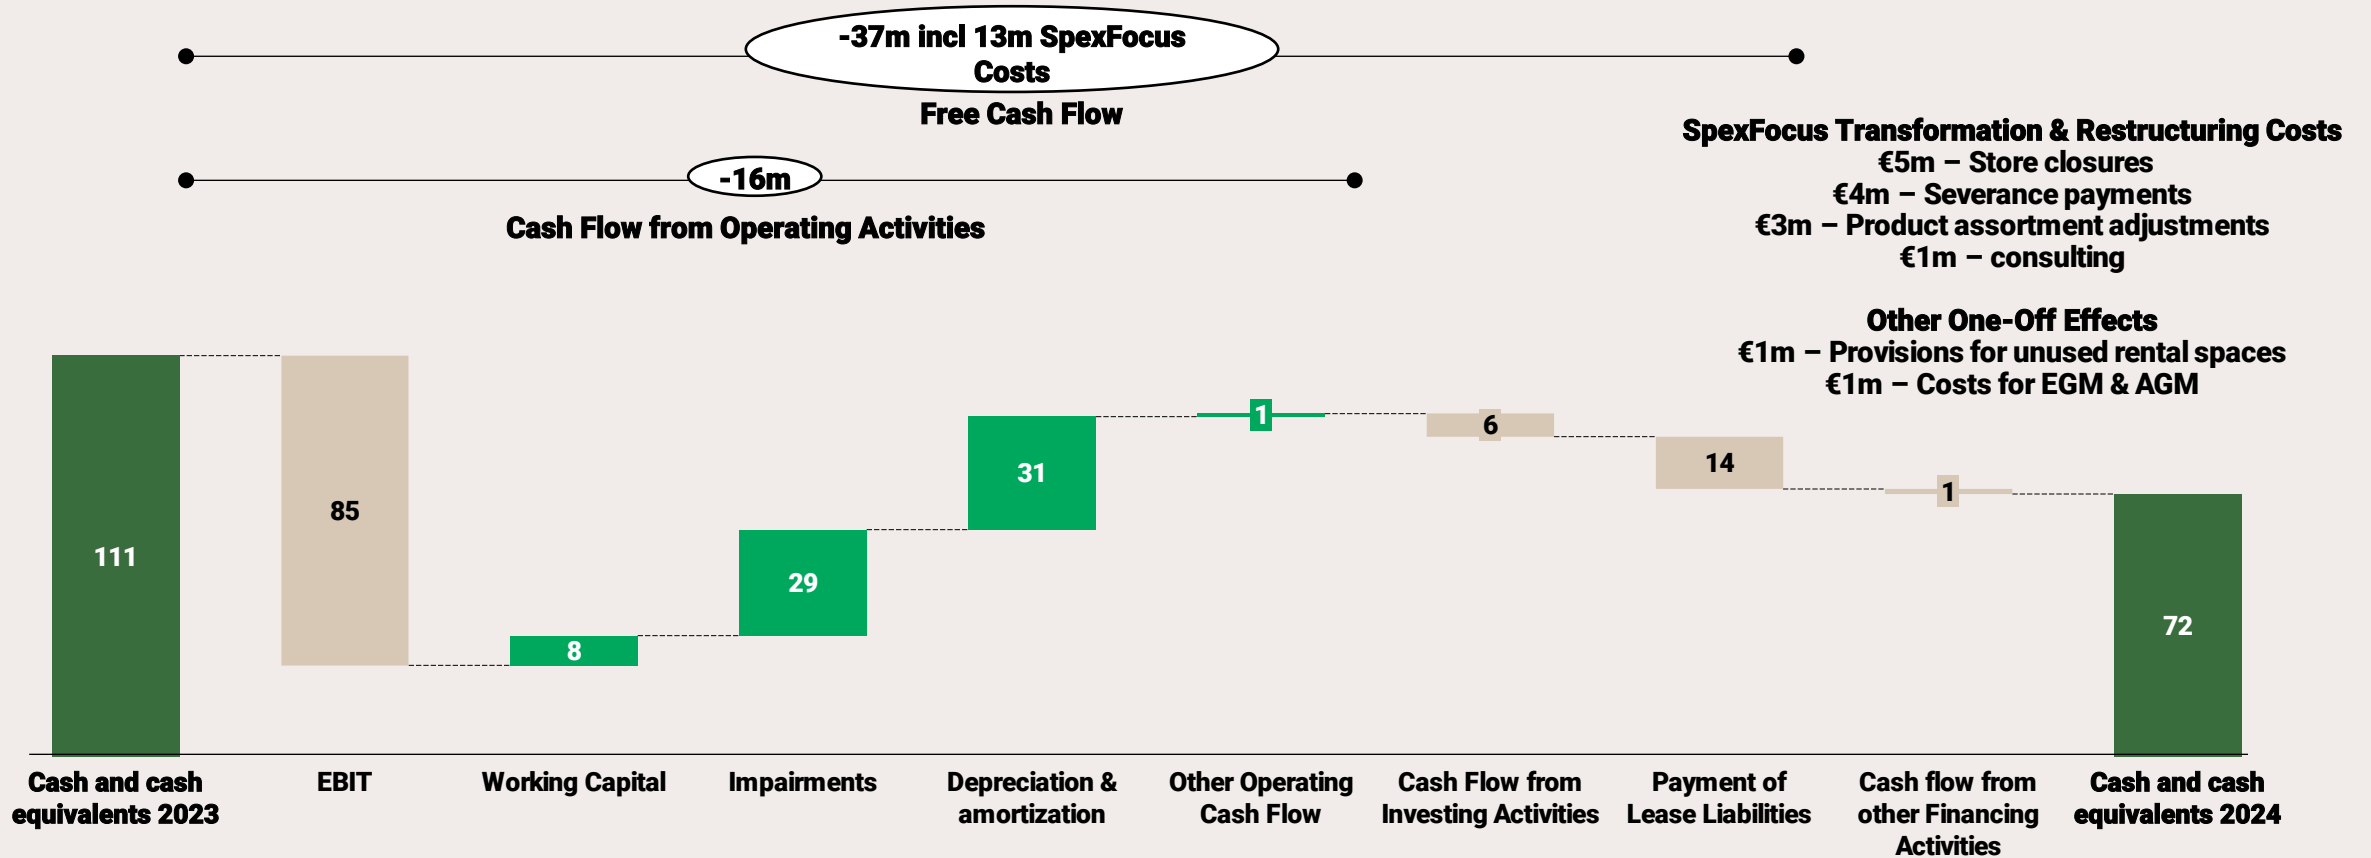 -37m incl 13m SpexFocus
Costs
Free Cash Flow
-16m
Cash Flow from Operating Activities
SpexFocus Transformation & Restructuring Costs
€5m – Store closures
€4m – Severance payments
€3m – Product assortment adjustments
€1m – consulting
Other One-Off Effects
€1m – Provisions for unused rental spaces
€1m – Costs for EGM & AGM
111
85
8
29
31
1
6
14
1
72
Cash and cash
equivalents 2023
EBIT
Working Capital
Impairments
Depreciation &
amortization
Other Operating
Cash Flow
Cash Flow from
Investing Activities
Payment of
Lease Liabilities
Cash flow from
other Financing
Activities
Cash and cash
equivalents 2024